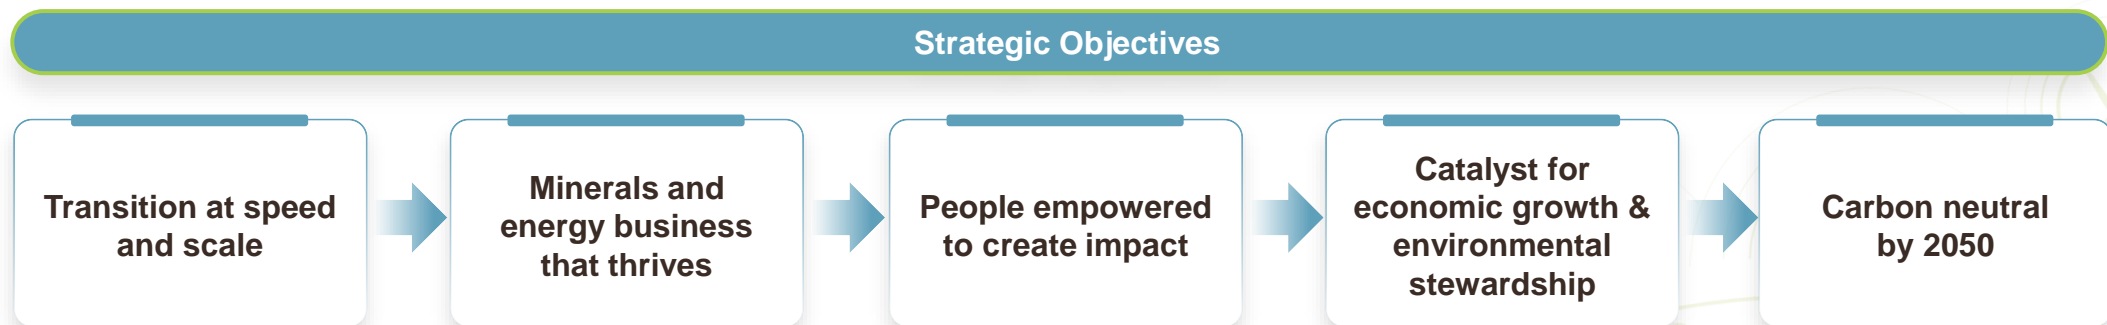 Strategic Objectives
Transition at speed
and scale
Minerals and
energy business
that thrives
People empowered
to create impact
Catalyst for
economic growth &
environmental
stewardship
Carbon neutral
by 2050